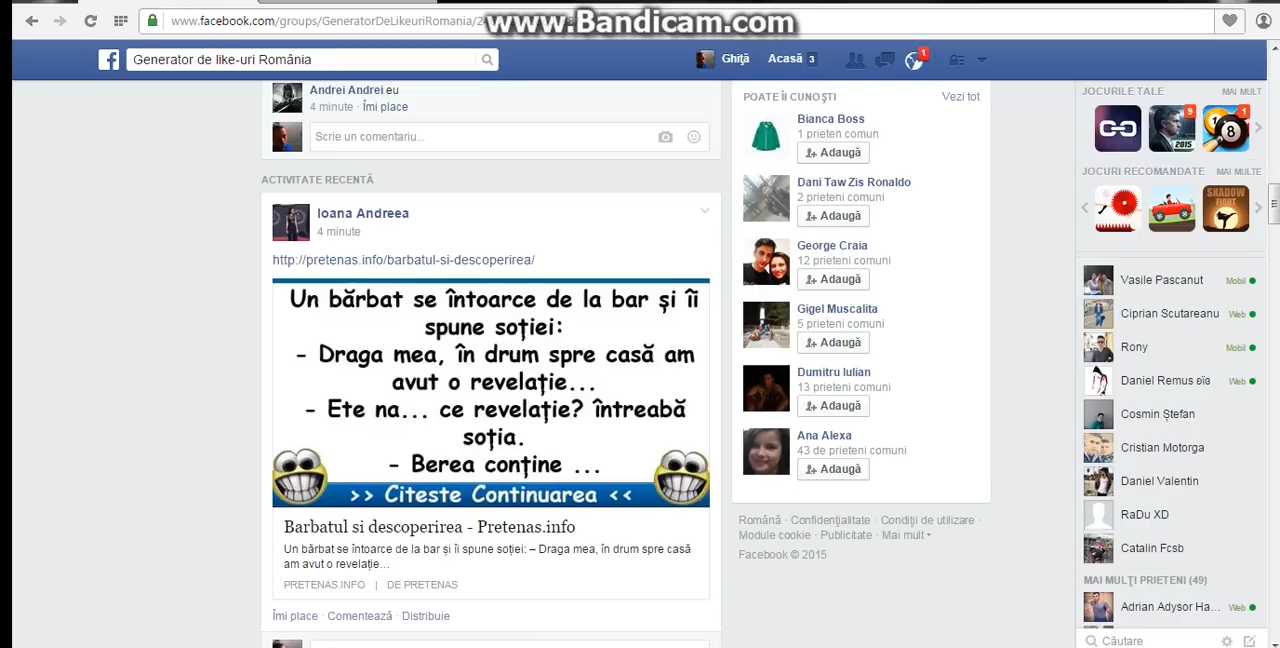 www.Bandicam.com
www.facebook.com/groups/GeneratorDeLikeuriRomania/
Generator de like-uri România
Ghiță
Acasă 3
1
Andrei Andrei eu
4 minute · Îmi place
Scrie un comentariu...
ACTIVITATE RECENTĂ
Ioana Andreea
4 minute
http://pretenas.info/barbatul-si-descoperirea/
Un bărbat se întoarce de la bar și îi
spune soției:
- Draga mea, în drum spre casă am
avut o revelație...
- Ete na... ce revelație? întreabă
soția.
- Berea conține ...
>> Citeste Continuarea <<
Barbatul si descoperirea - Pretenas.info
Un bărbat se întoarce de la bar și îi spune soției: – Draga mea, în drum spre casă
am avut o revelație…
PRETENAS.INFO | DE PRETENAS
Îmi place · Comentează · Distribuie
POATE ÎI CUNOȘTI
Vezi tot
Bianca Boss
1 prieten comun
Adaugă
Dani Taw Zis Ronaldo
2 prieteni comuni
Adaugă
George Craia
12 prieteni comuni
Adaugă
Gigel Muscalita
5 prieteni comuni
Adaugă
Dumitru Iulian
13 prieteni comuni
Adaugă
Ana Alexa
43 de prieteni comuni
Adaugă
Română · Confidențialitate · Condiții de utilizare ·
Module cookie · Publicitate · Mai mult
Facebook © 2015
JOCURILE TALE
MAI MULT
9
2015
1
8
JOCURI RECOMANDATE
MAI MULTE
SHADOW
FIGHT
Vasile Pascanut
Mobil
Ciprian Scutareanu
Web
Rony
Mobil
Daniel Remus
Web
Cosmin Ștefan
Cristian Motorga
Daniel Valentin
RaDu XD
Catalin Fcsb
MAI MULȚI PRIETENI (49)
Adrian Adysor Ha...
Web
Căutare